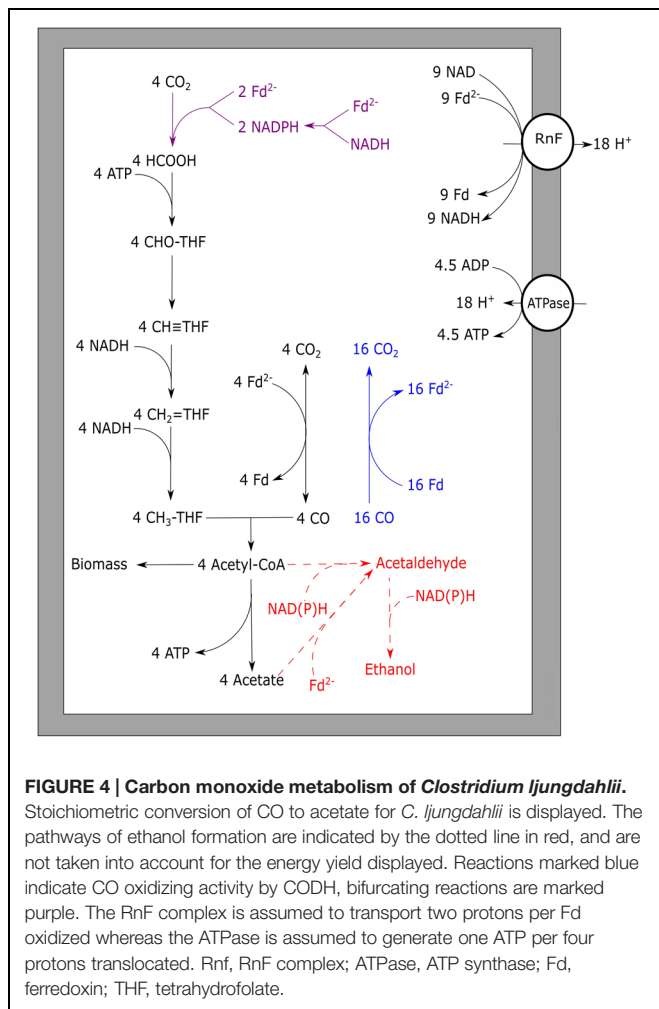 4 CO₂
2 Fd²⁻
2 NADPH
Fd²⁻
NADH
4 HCOOH
4 ATP
4 CHO-THF
4 CH≡THF
4 NADH
4 CH₂=THF
4 NADH
4 CH₃-THF
4 CO₂
4 Fd²⁻
4 Fd
4 CO
16 CO₂
16 Fd²⁻
16 Fd
16 CO
Biomass
4 Acetyl-CoA
Acetaldehyde
NAD(P)H
NAD(P)H
4 ATP
4 Acetate
Fd²⁻
Ethanol
9 NAD
9 Fd²⁻
RnF
18 H⁺
9 Fd
9 NADH
4.5 ADP
18 H⁺
ATPase
4.5 ATP
FIGURE 4 | Carbon monoxide metabolism of Clostridium ljungdahlii.
Stoichiometric conversion of CO to acetate for C. ljungdahlii is displayed. The
pathways of ethanol formation are indicated by the dotted line in red, and are
not taken into account for the energy yield displayed. Reactions marked blue
indicate CO oxidizing activity by CODH, bifurcating reactions are marked
purple. The RnF complex is assumed to transport two protons per Fd
oxidized whereas the ATPase is assumed to generate one ATP per four
protons translocated. Rnf, RnF complex; ATPase, ATP synthase; Fd,
ferredoxin; THF, tetrahydrofolate.